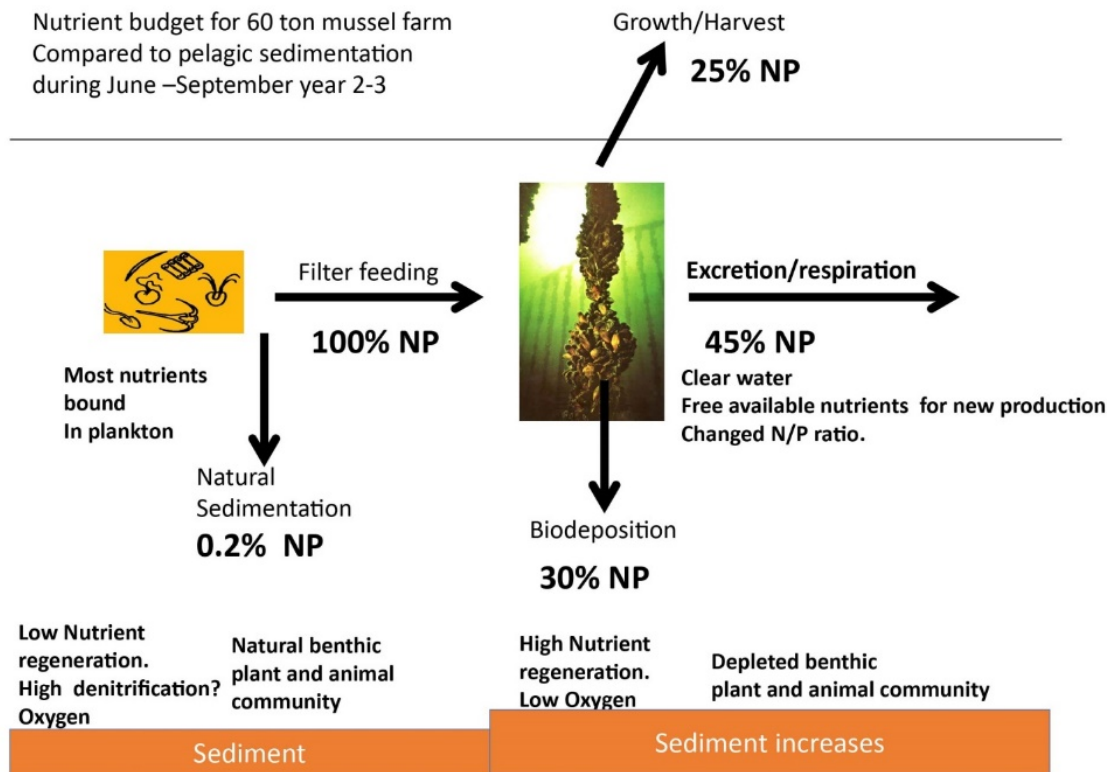 Nutrient budget for 60 ton mussel farm
Compared to pelagic sedimentation
during June –September year 2-3
Growth/Harvest
25% NP
Filter feeding
100% NP
Excretion/respiration
45% NP
Clear water
Free available nutrients for new production
Changed N/P ratio.
Most nutrients
bound
In plankton
Natural
Sedimentation
0.2% NP
Biodeposition
30% NP
Low Nutrient
regeneration.
High denitrification?
Oxygen
Natural benthic
plant and animal
community
High Nutrient
regeneration.
Low Oxygen
Depleted benthic
plant and animal community
Sediment
Sediment increases